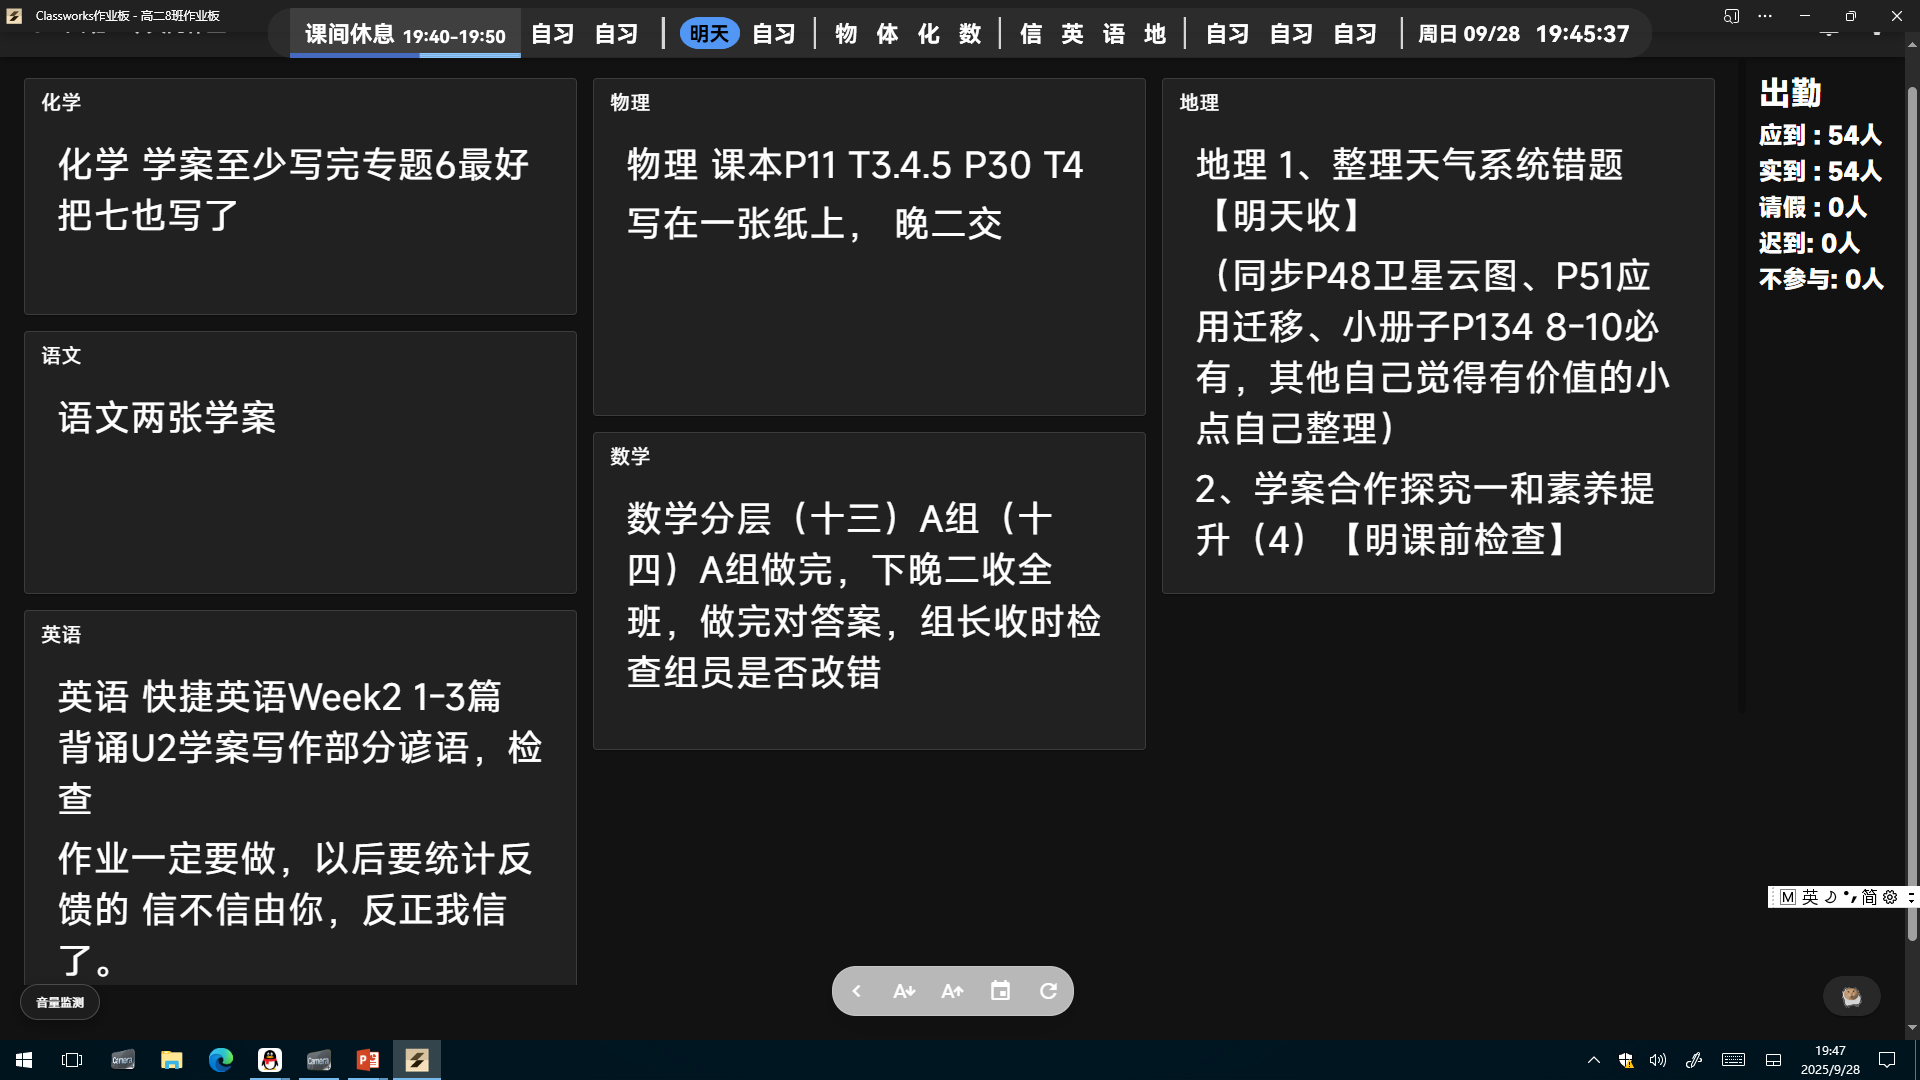 Classworks作业板 - 高二8班作业板
课间休息 19:40-19:50 自习 自习 | 明天 自习 | 物 体 化 数 | 信 英 语 地 | 自习 自习 自习 | 周日 09/28 19:45:37
化学
化学 学案至少写完专题6最好
把七也写了
语文
语文两张学案
英语
英语 快捷英语Week2 1-3篇
背诵U2学案写作部分谚语，检
查
作业一定要做，以后要统计反
馈的 信不信由你，反正我信
了。
物理
物理 课本P11 T3.4.5 P30 T4
写在一张纸上， 晚二交
数学
数学分层（十三）A组（十
四）A组做完，下晚二收全
班，做完对答案，组长收时检
查组员是否改错
地理
地理 1、整理天气系统错题
【明天收】
（同步P48卫星云图、P51应
用迁移、小册子P134 8-10必
有，其他自己觉得有价值的小
点自己整理）
2、学案合作探究一和素养提
升（4）【明课前检查】
出勤
应到 : 54人
实到 : 54人
请假 : 0人
迟到: 0人
不参与: 0人
M 英 简
音量监测
19:47
2025/9/28